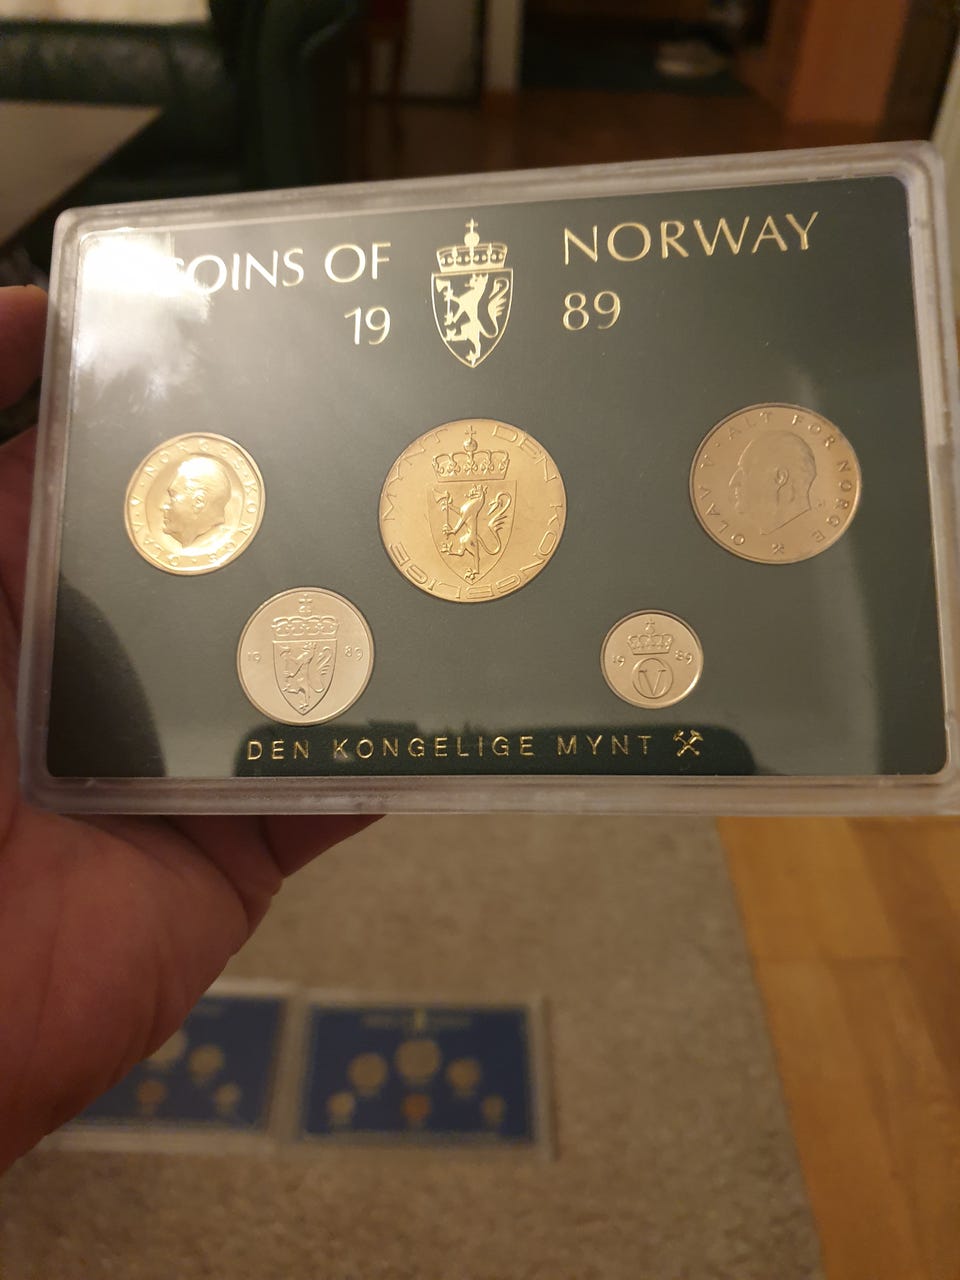 COINS OF NORWAY
19 89
OLAV·V·NORGES·KONGE
DEN KONGELIGE MYNT
OLAV V · ALT FOR NORGE
19 89
19 V 89
DEN KONGELIGE MYNT